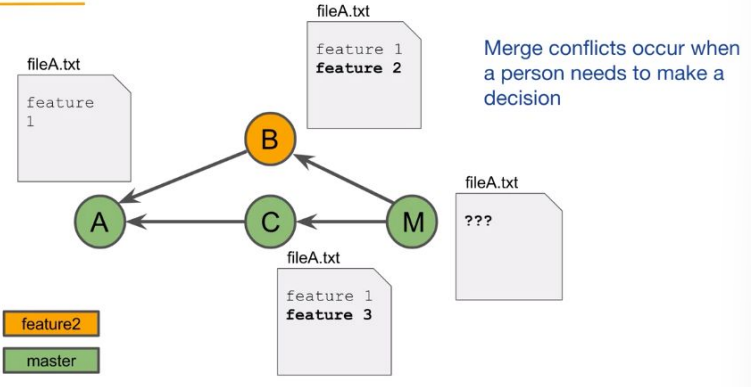 fileA.txt
feature 1
feature 2
Merge conflicts occur when
a person needs to make a
decision
fileA.txt
feature
1
B
fileA.txt
???
A
C
M
fileA.txt
feature 1
feature 3
feature2
master